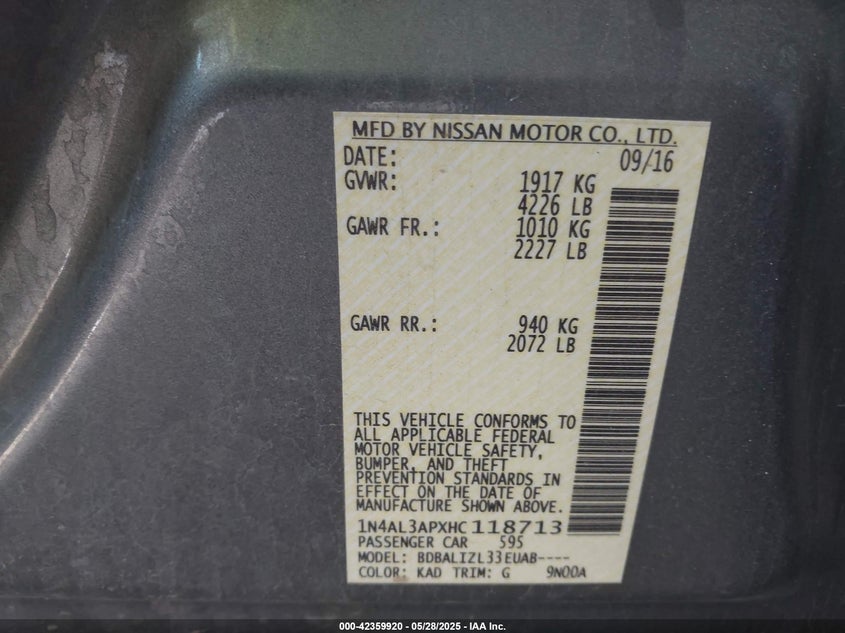 MFD BY NISSAN MOTOR CO., LTD.
DATE: 09/16
GVWR: 1917 KG
4226 LB
GAWR FR.: 1010 KG
2227 LB
GAWR RR.: 940 KG
2072 LB
THIS VEHICLE CONFORMS TO
ALL APPLICABLE FEDERAL
MOTOR VEHICLE SAFETY,
BUMPER, AND THEFT
PREVENTION STANDARDS IN
EFFECT ON THE DATE OF
MANUFACTURE SHOWN ABOVE.
1N4AL3APXHC118713
PASSENGER CAR 595
MODEL: BDBALIZL33EUAB----
COLOR: KAD TRIM: G 9N00A
000-42359920 - 05/28/2025 - IAA Inc.